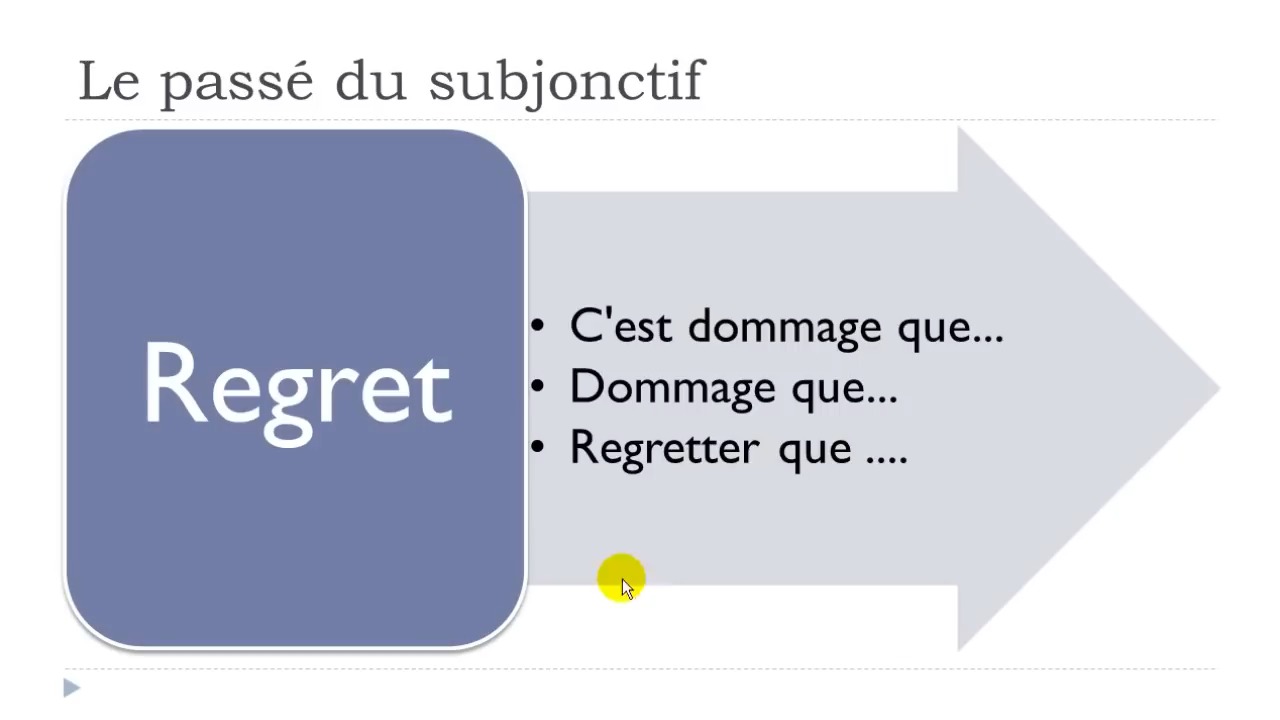 Le passé du subjonctif
Regret
• C'est dommage que...
• Dommage que...
• Regretter que ....